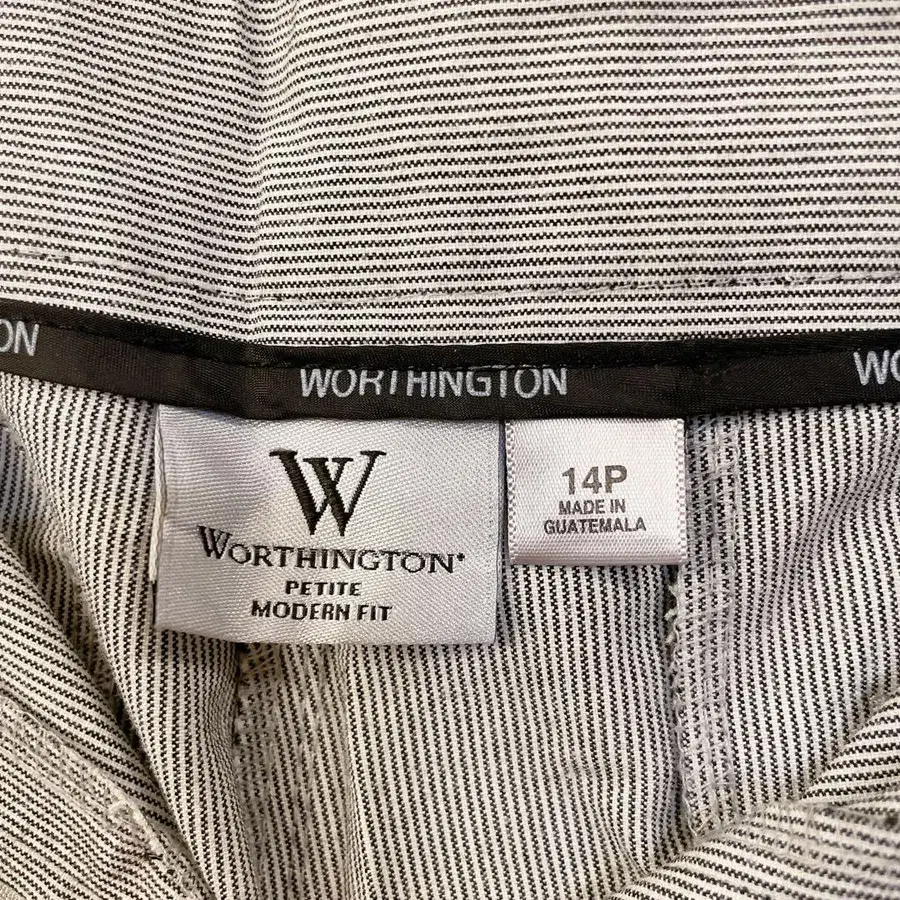 ON WORTHINGTON WO
W
WORTHINGTON
PETITE
MODERN FIT
14P
MADE IN
GUATEMALA